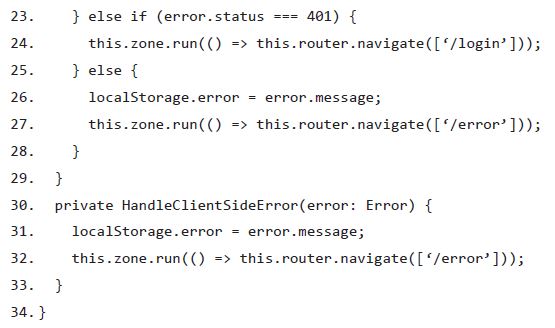 23.    } else if (error.status === 401) {
24.      this.zone.run(() => this.router.navigate([‘/login’]));
25.    } else {
26.      localStorage.error = error.message;
27.      this.zone.run(() => this.router.navigate([‘/error’]));
28.    }
29.  }
30.  private HandleClientSideError(error: Error) {
31.    localStorage.error = error.message;
32.    this.zone.run(() => this.router.navigate([‘/error’]));
33.  }
34.}